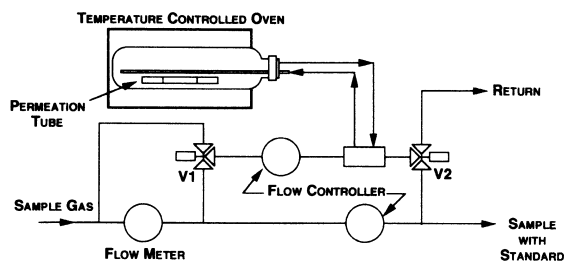 TEMPERATURE CONTROLLED OVEN
PERMEATION
TUBE
RETURN
V1
V2
FLOW CONTROLLER
SAMPLE GAS
FLOW METER
SAMPLE
WITH
STANDARD